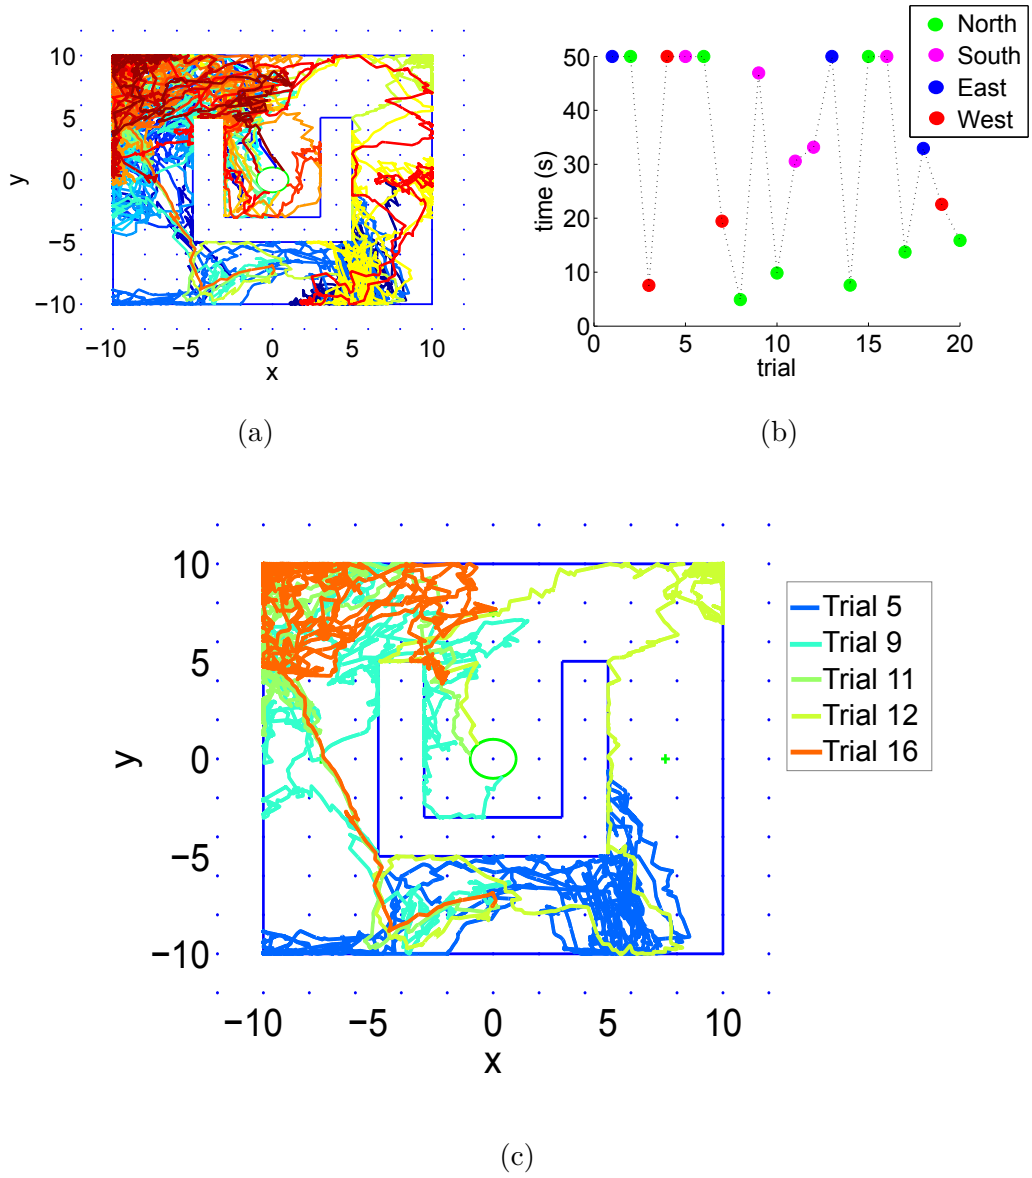 10
5
0
−5
−10
y
−10 −5 0 5 10
x
(a)
North
South
East
West
50
40
30
20
10
0
time (s)
0 5 10 15 20
trial
(b)
10
5
0
−5
−10
y
−10 −5 0 5 10
x
Trial 5
Trial 9
Trial 11
Trial 12
Trial 16
(c)